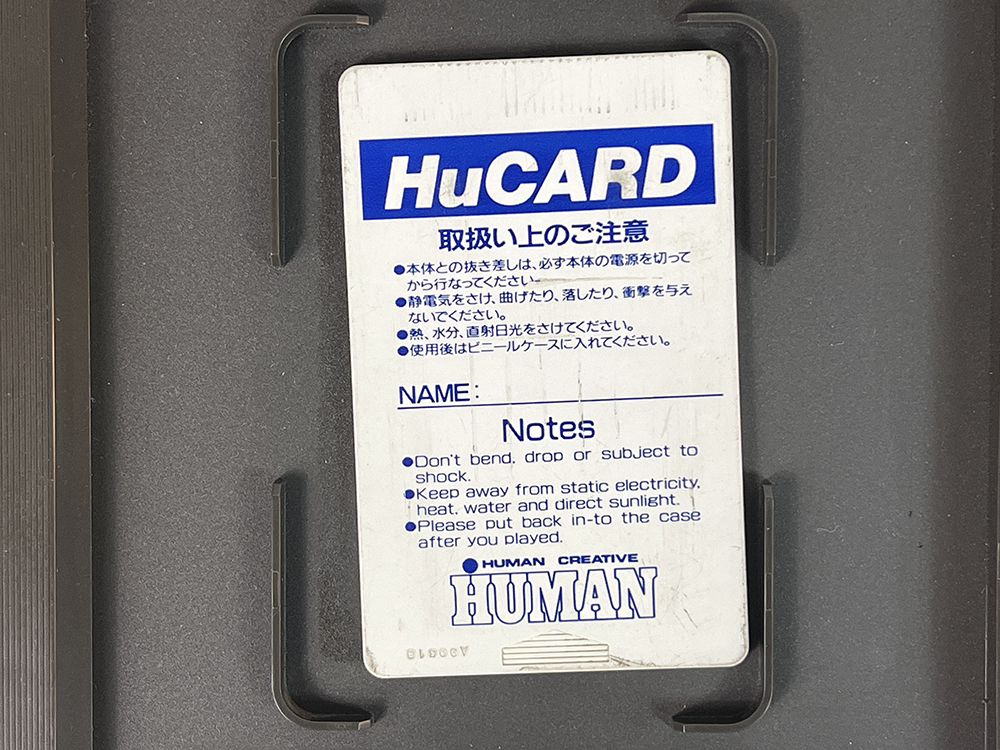 HuCARD
取扱い上のご注意
●本体との抜き差しは、必ず本体の電源を切って
から行なってください。
●静電気をさけ、曲げたり、落したり、衝撃を与え
ないでください。
●熱、水分、直射日光をさけてください。
●使用後はビニールケースに入れてください。
NAME:
Notes
●Don't bend, drop or subject to
shock.
●Keep away from static electricity,
heat, water and direct sunlight.
●Please put back in-to the case
after you played.
HUMAN CREATIVE
HUMAN